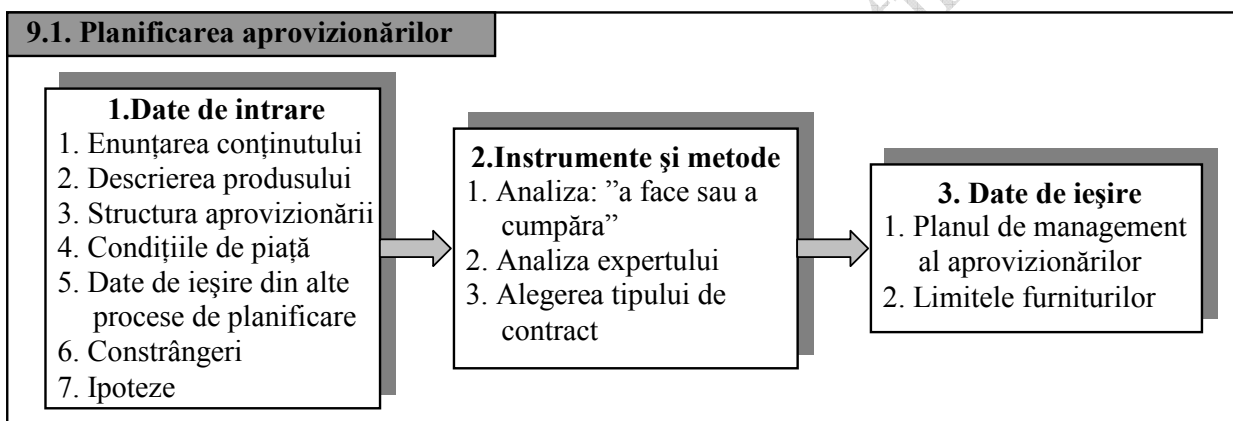 9.1. Planificarea aprovizionărilor
1.Date de intrare
1. Enunțarea conținutului
2. Descrierea produsului
3. Structura aprovizionării
4. Condițiile de piață
5. Date de ieşire din alte
procese de planificare
6. Constrângeri
7. Ipoteze
2.Instrumente şi metode
1. Analiza: ”a face sau a
cumpăra”
2. Analiza expertului
3. Alegerea tipului de
contract
3. Date de ieşire
1. Planul de management
al aprovizionărilor
2. Limitele furniturilor